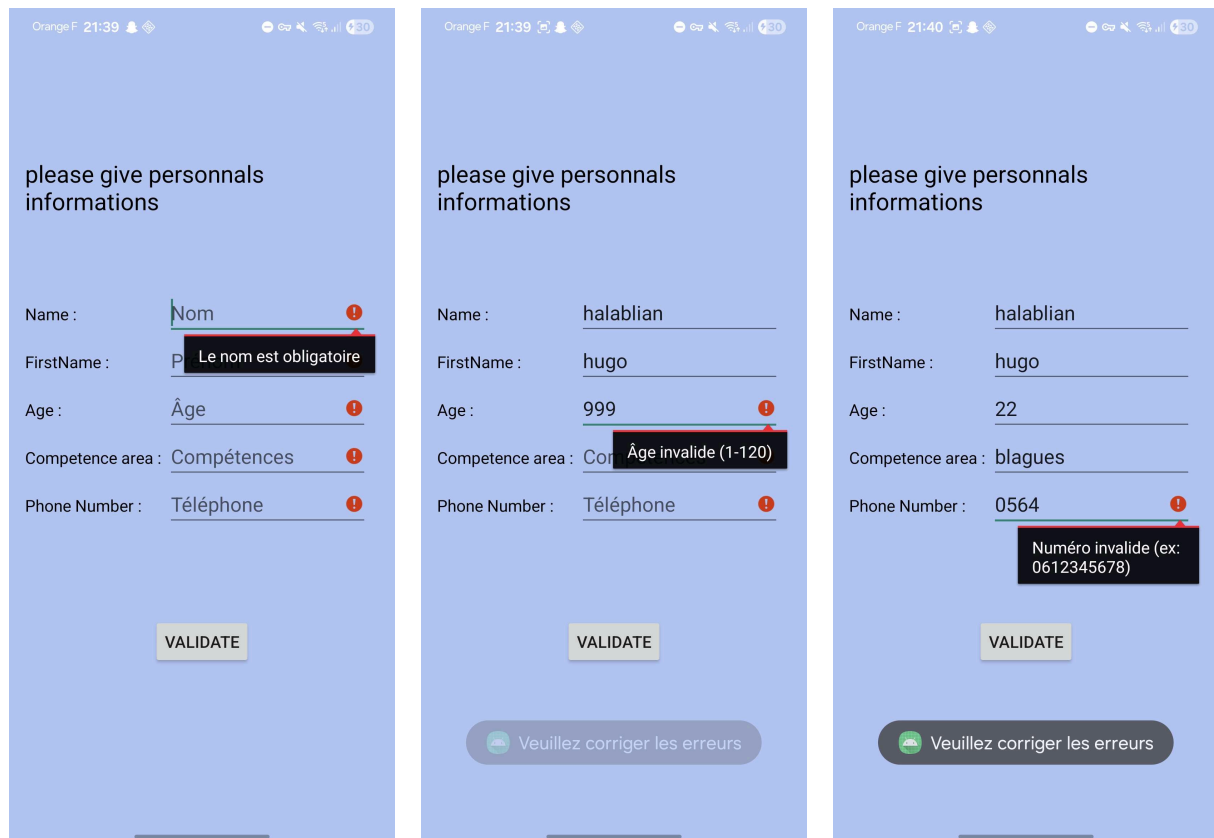 Orange F 21:39
30
please give personnals
informations
Name :
Nom
Le nom est obligatoire
FirstName :
Age :
Âge
Competence area :
Compétences
Phone Number :
Téléphone
VALIDATE
Orange F 21:39
30
please give personnals
informations
Name :
halablian
FirstName :
hugo
Age :
999
Âge invalide (1-120)
Competence area :
Phone Number :
Téléphone
VALIDATE
Veuillez corriger les erreurs
Orange F 21:40
30
please give personnals
informations
Name :
halablian
FirstName :
hugo
Age :
22
Competence area :
blagues
Phone Number :
0564
Numéro invalide (ex:
0612345678)
VALIDATE
Veuillez corriger les erreurs